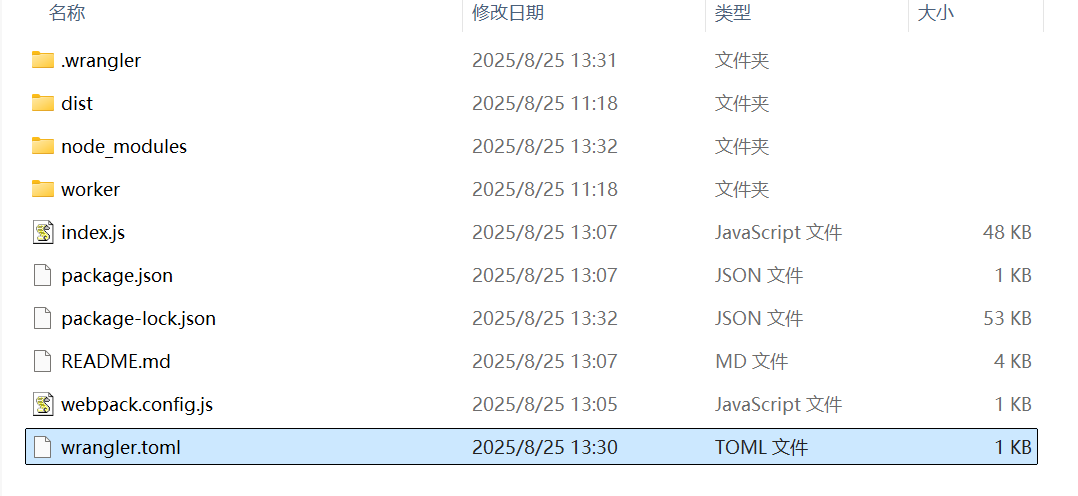 名称 修改日期 类型 大小
.wrangler 2025/8/25 13:31 文件夹
dist 2025/8/25 11:18 文件夹
node_modules 2025/8/25 13:32 文件夹
worker 2025/8/25 11:18 文件夹
index.js 2025/8/25 13:07 JavaScript 文件 48 KB
package.json 2025/8/25 13:07 JSON 文件 1 KB
package-lock.json 2025/8/25 13:32 JSON 文件 53 KB
README.md 2025/8/25 13:07 MD 文件 4 KB
webpack.config.js 2025/8/25 13:05 JavaScript 文件 1 KB
wrangler.toml 2025/8/25 13:30 TOML 文件 1 KB